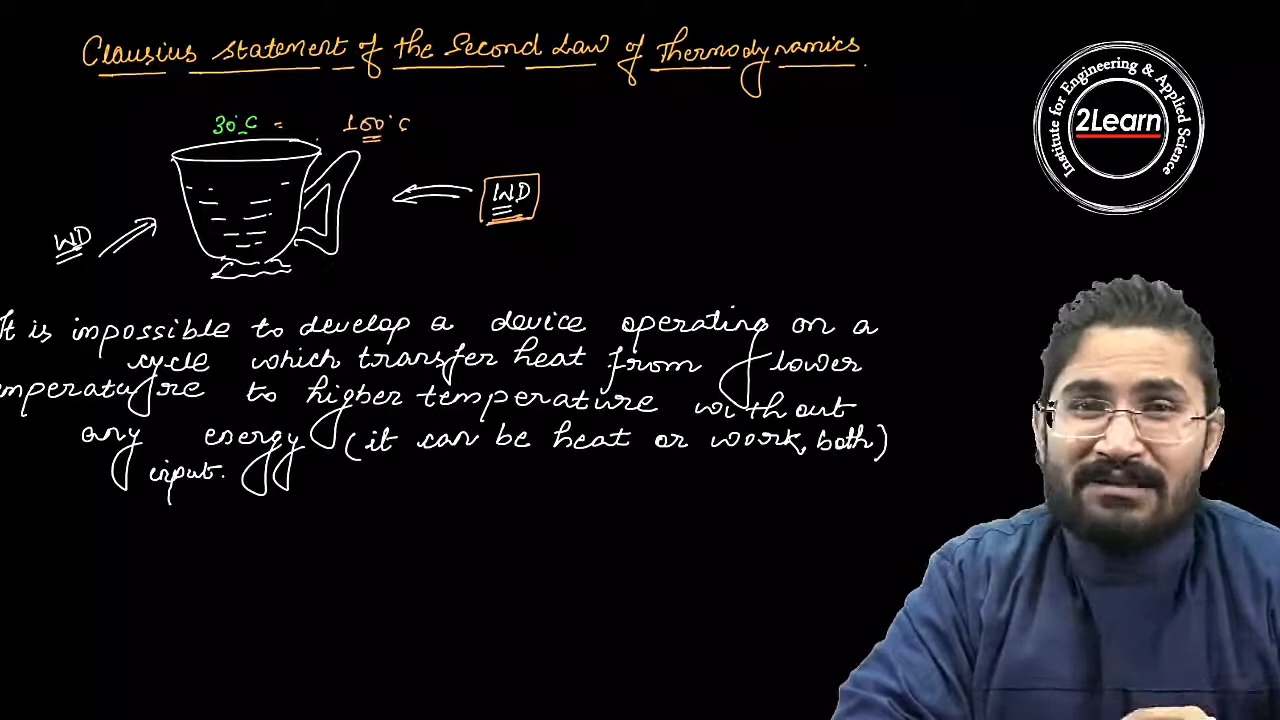 Clausius statement of the Second Law of Thermodynamics.
30°C = 100°C
WD
WD
It is impossible to develop a device operating on a
cycle which transfer heat from lower
emperature to higher temperature without
any energy (it can be heat or work, both)
input.
Institute for Engineering & Applied Science
2Learn